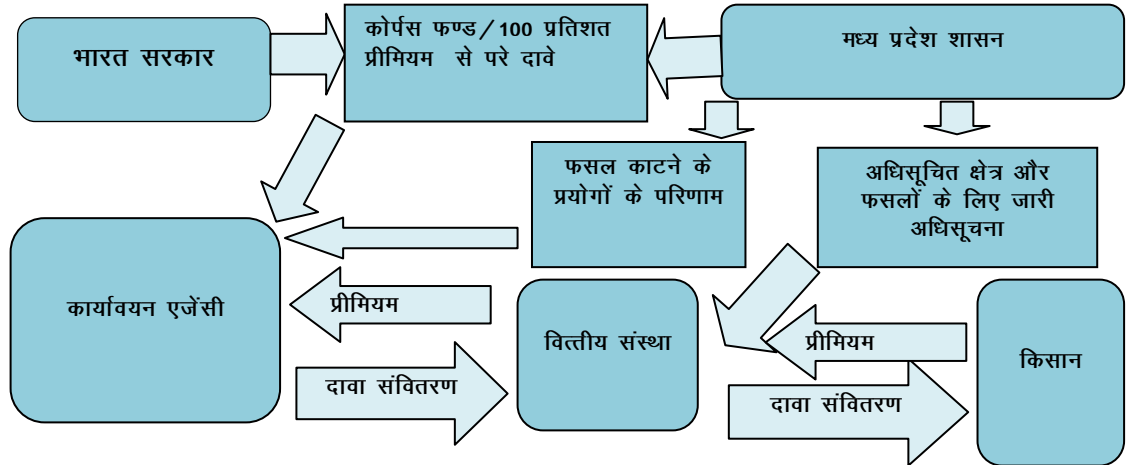 भारत सरकार
कोर्पस फण्ड/100 प्रतिशत
प्रीमियम से परे दावे
मध्य प्रदेश शासन
फसल काटने के
प्रयोगों के परिणाम
अधिसूचित क्षेत्र और
फसलों के लिए जारी
अधिसूचना
कार्यावयन एजेंसी
प्रीमियम
वित्तीय संस्था
प्रीमियम
किसान
दावा संवितरण
दावा संवितरण